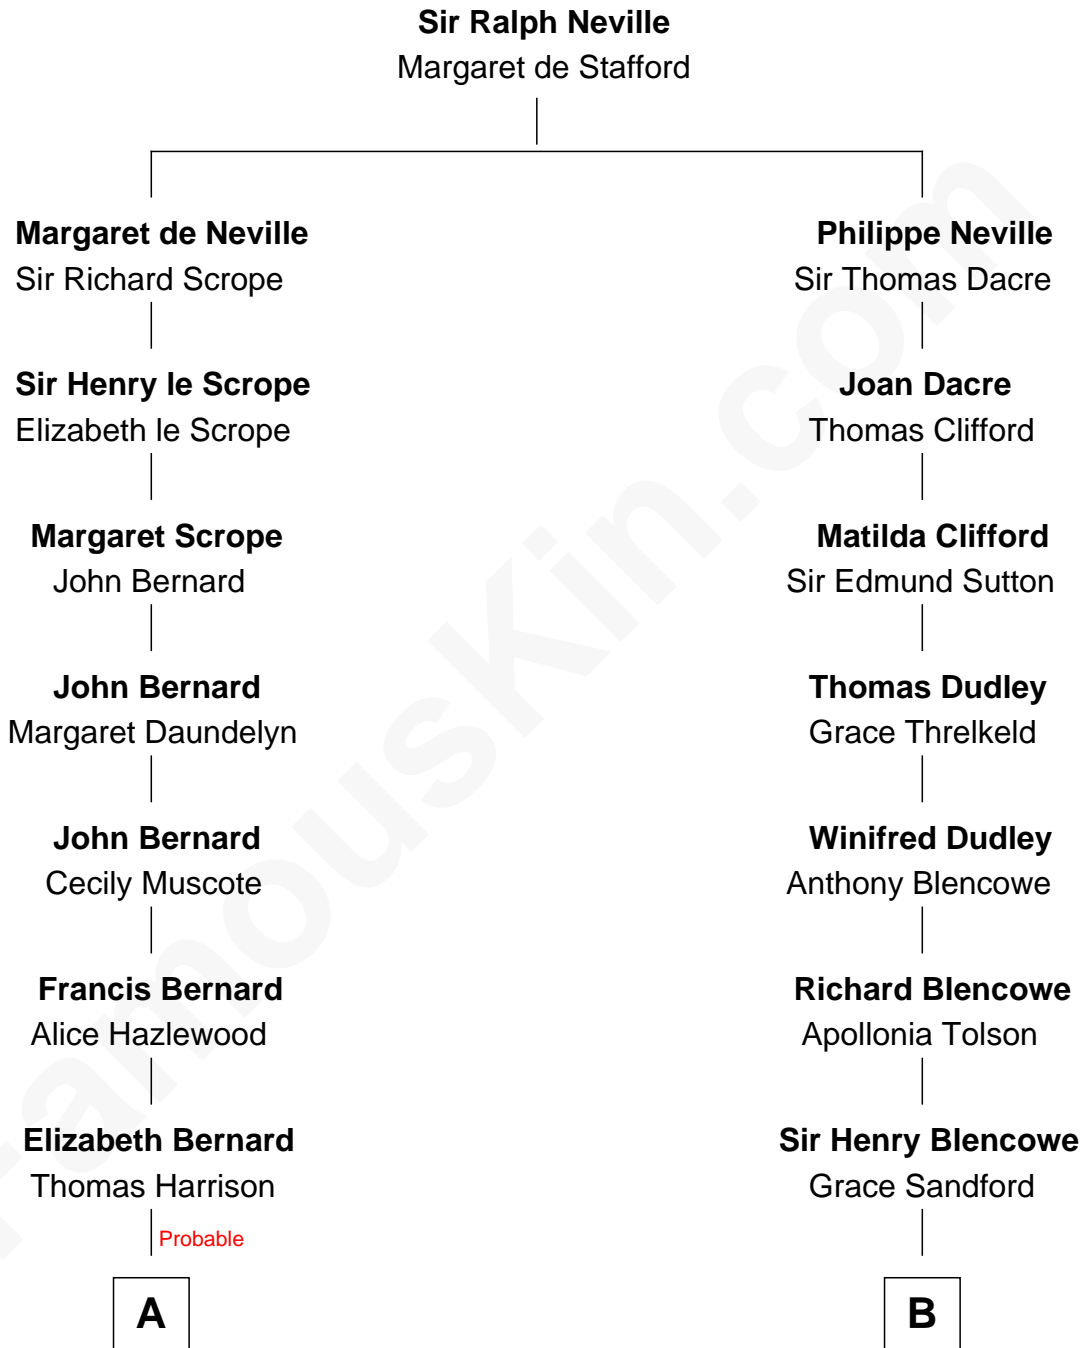 Sir Ralph Neville
Margaret de Stafford
Margaret de Neville
Sir Richard Scrope
Philippe Neville
Sir Thomas Dacre
Sir Henry le Scrope
Elizabeth le Scrope
Joan Dacre
Thomas Clifford
Margaret Scrope
John Bernard
Matilda Clifford
Sir Edmund Sutton
John Bernard
Margaret Daundelyn
Thomas Dudley
Grace Threlkeld
John Bernard
Cecily Muscote
Winifred Dudley
Anthony Blencowe
Francis Bernard
Alice Hazlewood
Richard Blencowe
Apollonia Tolson
Elizabeth Bernard
Thomas Harrison
Sir Henry Blencowe
Grace Sandford
Probable
A
B
FamousKin.com